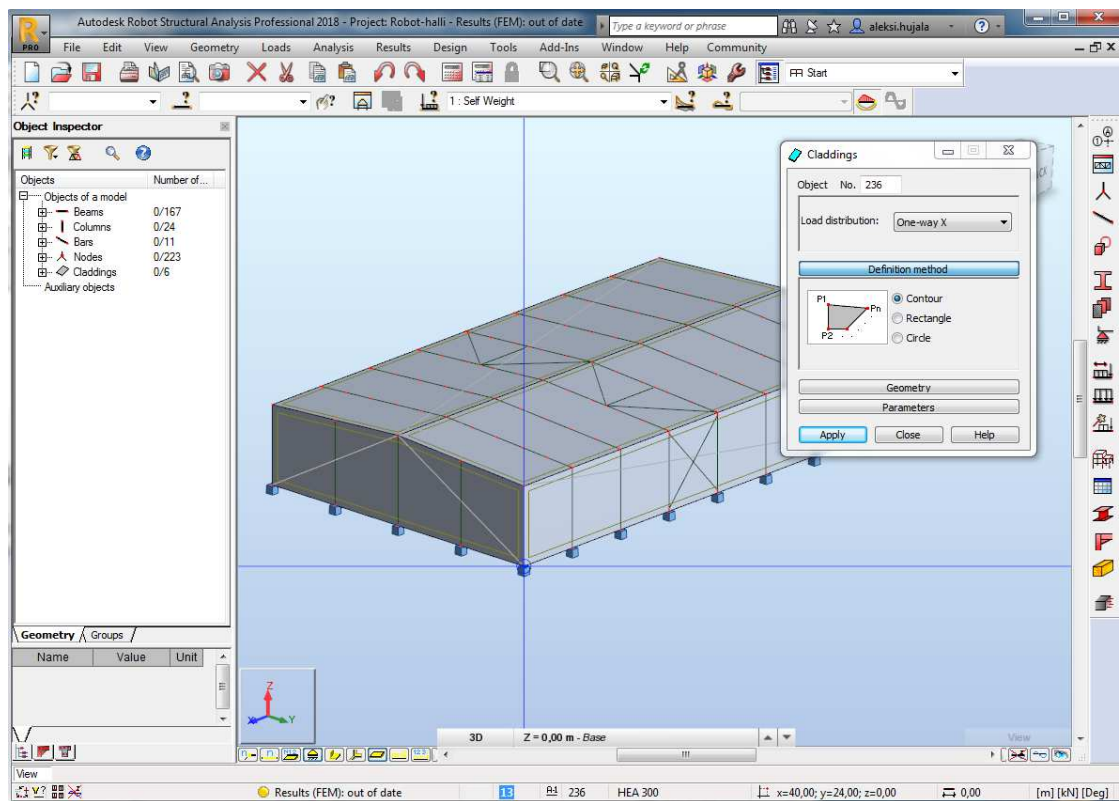 Autodesk Robot Structural Analysis Professional 2018 - Project: Robot-halli - Results (FEM): out of date
Type a keyword or phrase
aleksi.hujala
PRO
File Edit View Geometry Loads Analysis Results Design Tools Add-Ins Window Help Community
Start
1 : Self Weight
Object Inspector
Objects Number of...
Objects of a model
Beams 0/167
Columns 0/24
Bars 0/11
Nodes 0/223
Claddings 0/6
Auxiliary objects
Geometry Groups
Name Value Unit
Claddings
Object No. 236
Load distribution: One-way X
Definition method
P1 Pn P2
Contour
Rectangle
Circle
Geometry
Parameters
Apply Close Help
Z
X Y
3D Z = 0,00 m - Base
View
View
Results (FEM): out of date 13 236 HEA 300 x=40,00; y=24,00; z=0,00 0,00 [m] [kN] [Deg]